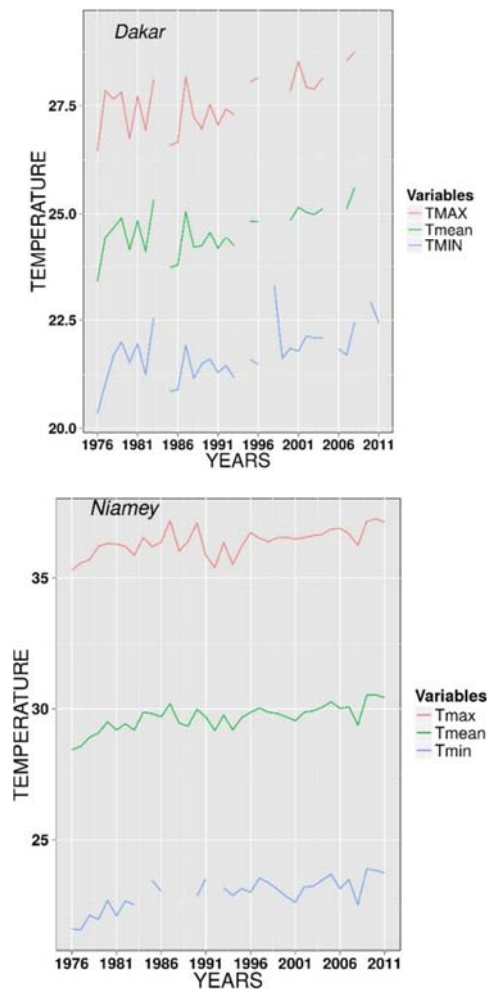 Dakar
27.5
25.0
22.5
20.0
TEMPERATURE
1976 1981 1986 1991 1996 2001 2006 2011
YEARS
Variables
TMAX
Tmean
TMIN
Niamey
35
30
25
TEMPERATURE
1976 1981 1986 1991 1996 2001 2006 2011
YEARS
Variables
Tmax
Tmean
Tmin